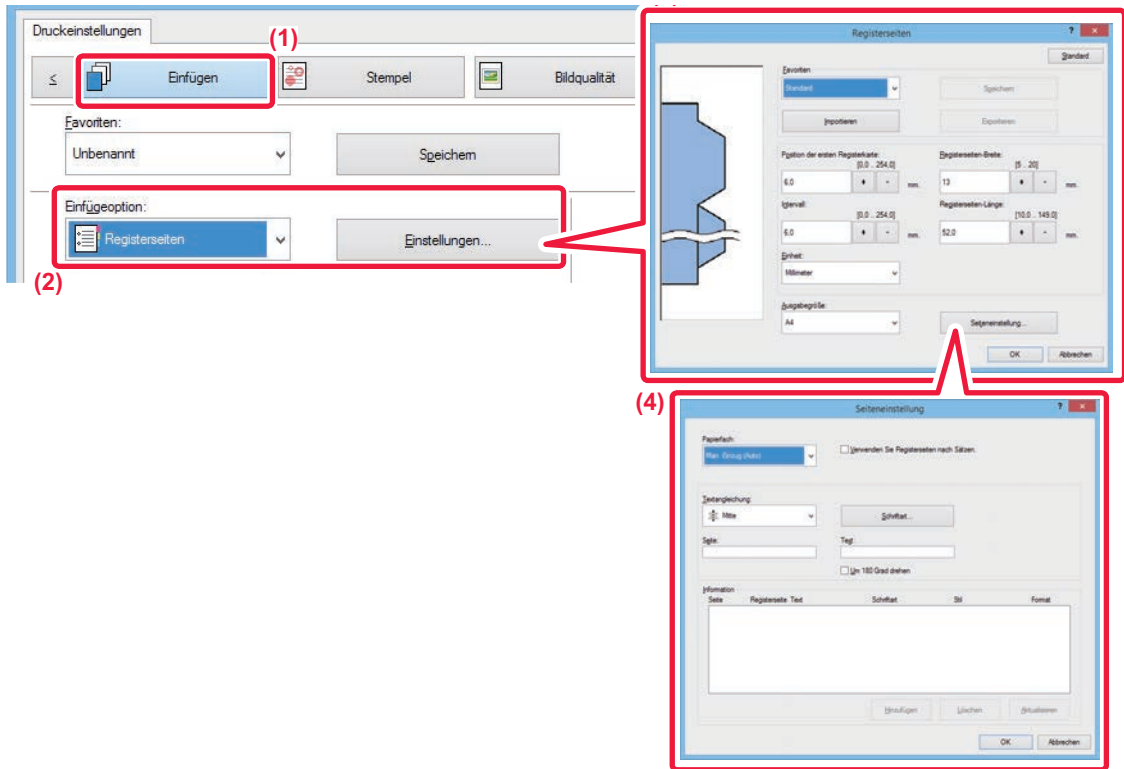 Druckeinstellungen
(1)
≤ Einfügen Stempel Bildqualität
Favoriten:
Unbenannt Speichern
Einfügeoption:
Registerseiten Einstellungen...
(2)
Registerseiten ? ×
Standard
Favoriten
Standard Speichern
Importieren Exportieren
Position der ersten Registerkarte: Registerseiten-Breite:
[0,0 .. 254,0] [5 .. 20]
6.0 + - mm. 13 + - mm.
Intervall: Registerseiten-Länge:
[0,0 .. 254,0] [10,0 .. 149,0]
6.0 + - mm. 52,0 + - mm.
Einheit:
Millimeter
Ausgabegröße:
A4 Seiteneinstellung...
OK Abbrechen
(4)
Seiteneinstellung ? ×
Papierfach:
Man. Einzug (Auto) Verwenden Sie Registerseiten nach Sätzen.
Textangleichung:
Mitte Schriftart...
Seite: Text:
Um 180 Grad drehen
Information
Seite Registerseite Text Schriftart Stil Format
Hinzufügen Löschen Aktualisieren
OK Abbrechen